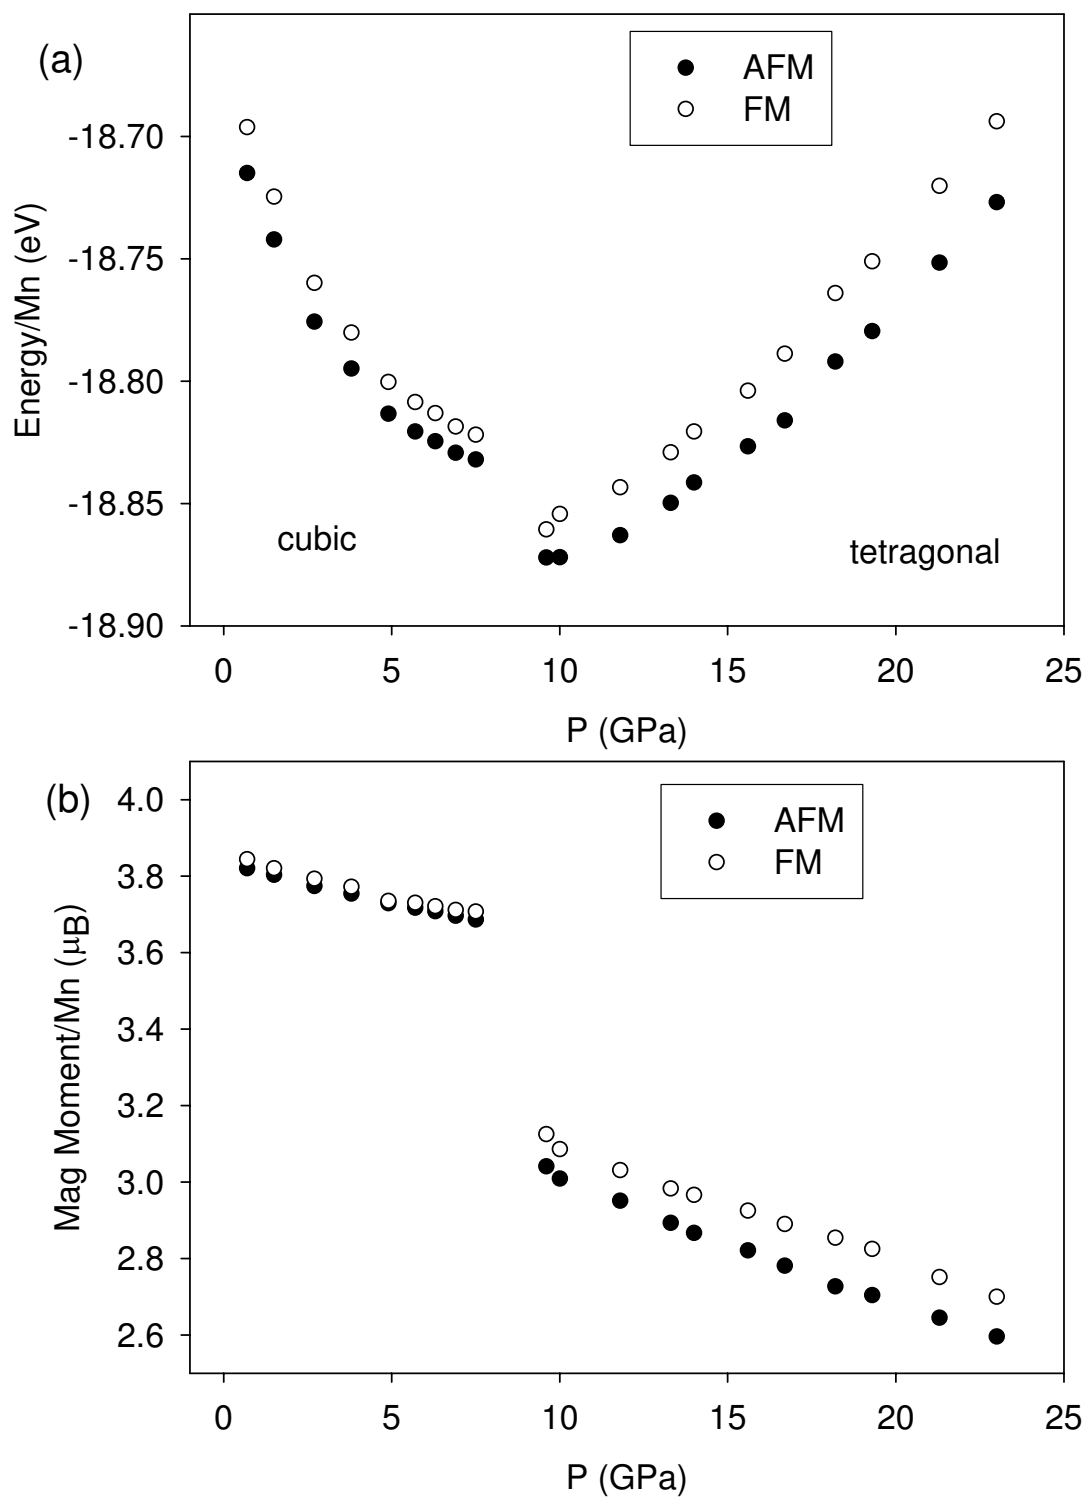 (a)
AFM
FM
-18.70
-18.75
-18.80
-18.85
-18.90
Energy/Mn (eV)
cubic
tetragonal
0 5 10 15 20 25
P (GPa)
(b)
AFM
FM
4.0
3.8
3.6
3.4
3.2
3.0
2.8
2.6
Mag Moment/Mn (μB)
0 5 10 15 20 25
P (GPa)